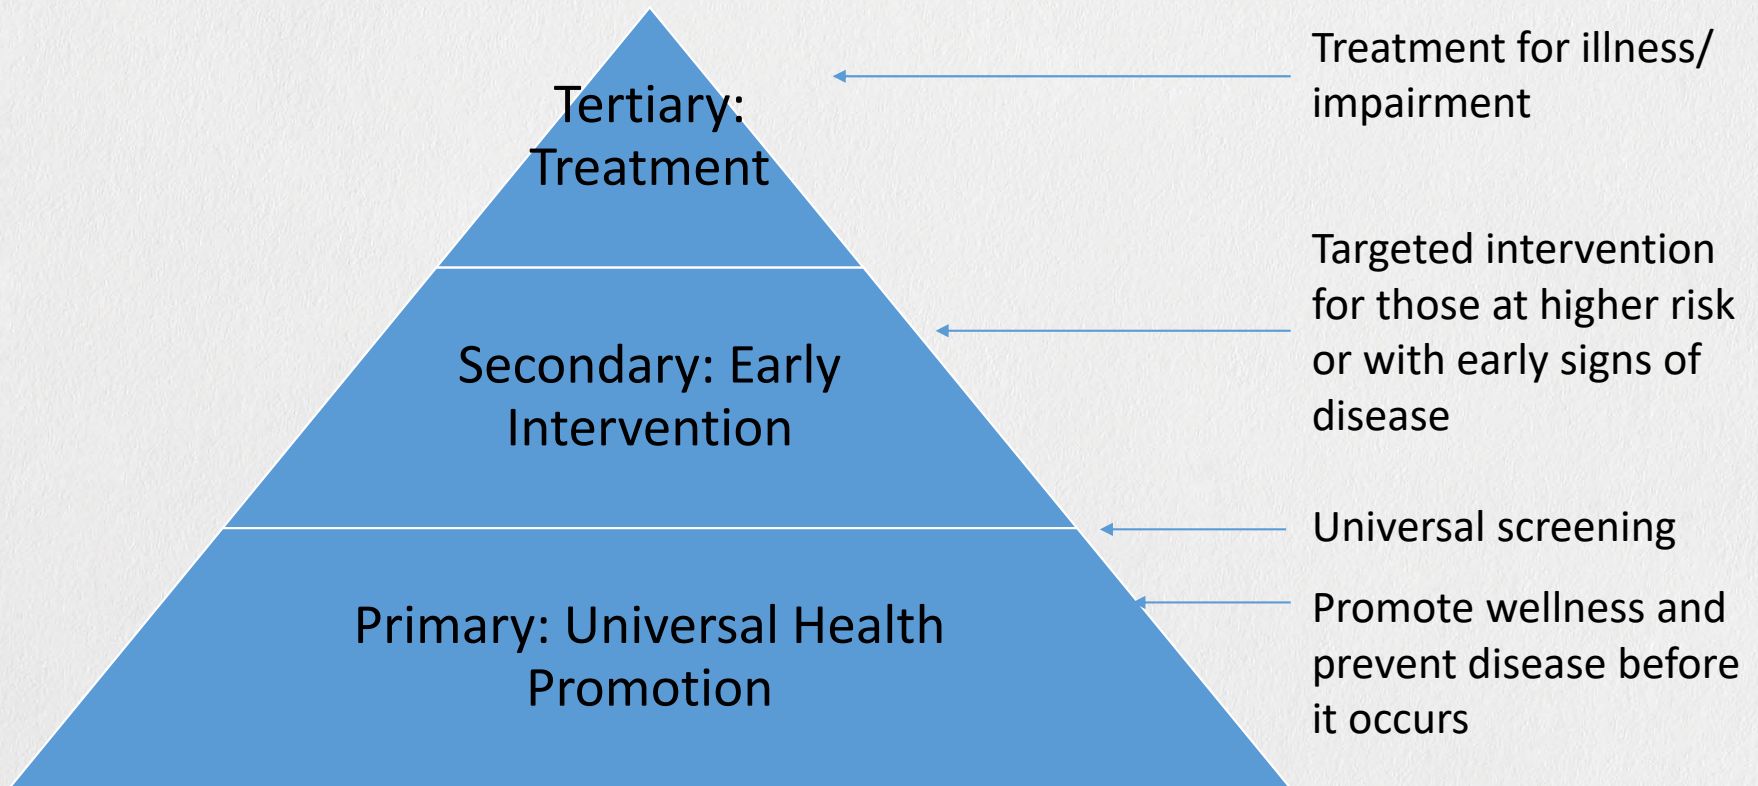 Tertiary:
Treatment
Treatment for illness/
impairment
Secondary: Early
Intervention
Targeted intervention
for those at higher risk
or with early signs of
disease
Universal screening
Primary: Universal Health
Promotion
Promote wellness and
prevent disease before
it occurs